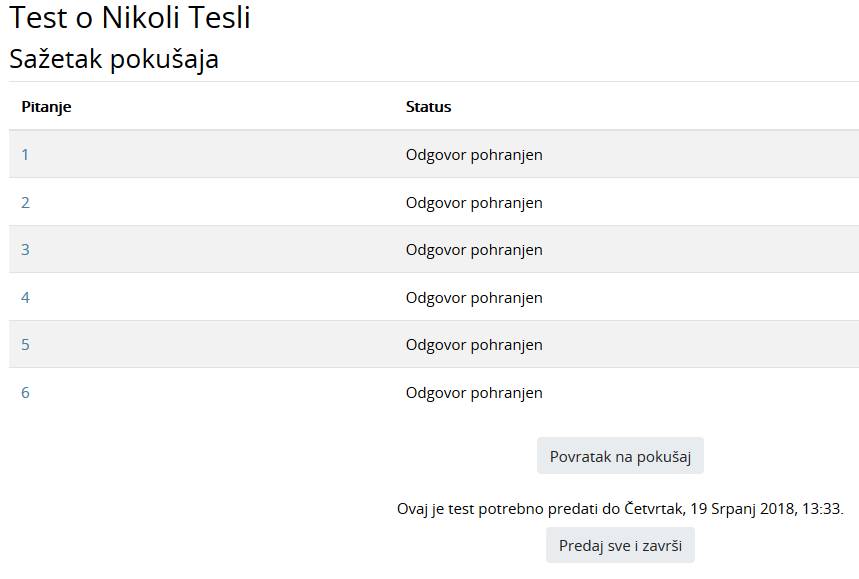 Test o Nikoli Tesli
Sažetak pokušaja
Pitanje Status
1 Odgovor pohranjen
2 Odgovor pohranjen
3 Odgovor pohranjen
4 Odgovor pohranjen
5 Odgovor pohranjen
6 Odgovor pohranjen
Povratak na pokušaj
Ovaj je test potrebno predati do Četvrtak, 19 Srpanj 2018, 13:33.
Predaj sve i završi